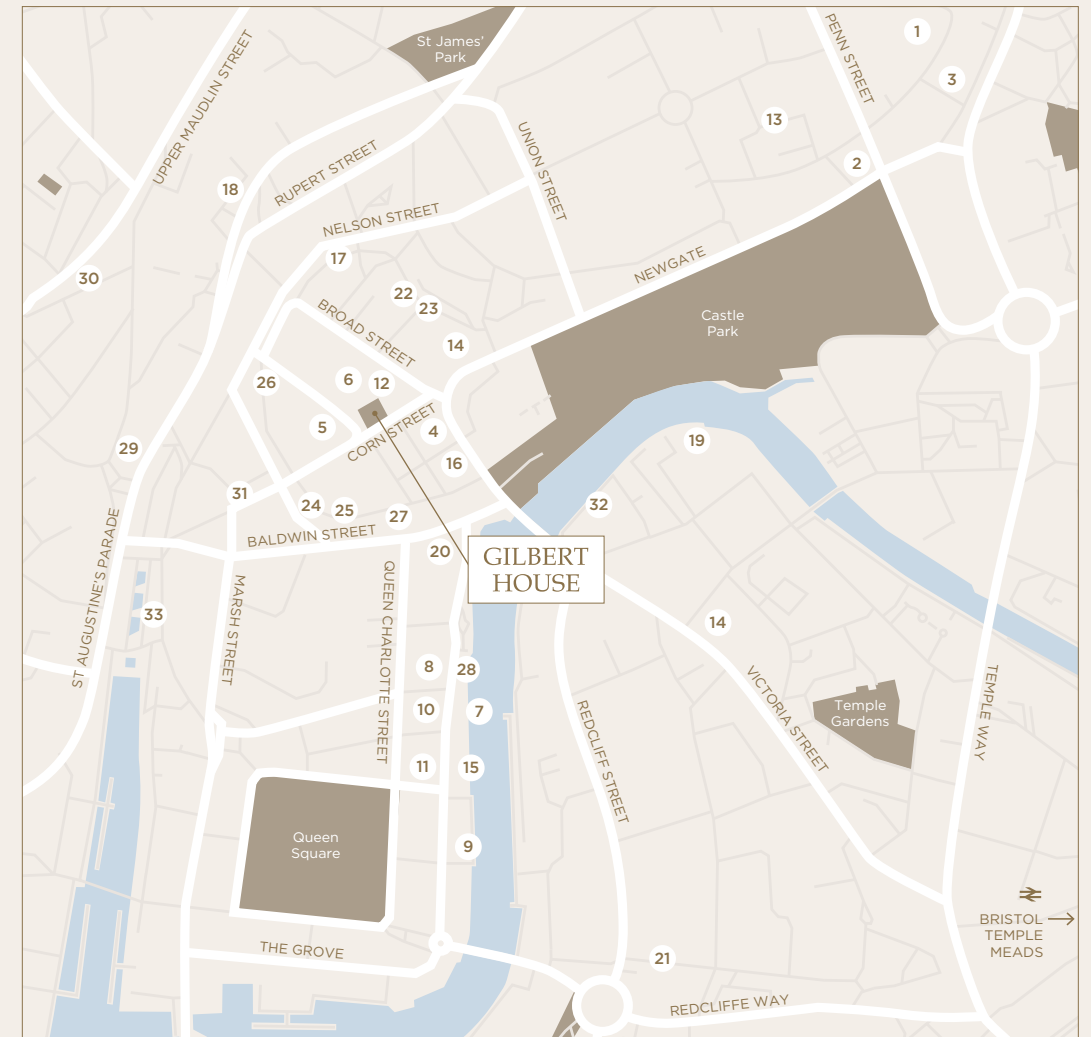 St James'
Park
PENN STREET
1
3
UPPER MAUDLIN STREET
UNION STREET
13
RUPERT STREET
2
18
NELSON STREET
17
NEWGATE
30
22
23
BROAD STREET
Castle
Park
14
6
12
26
5
CORN STREET
4
19
29
16
31
24
25
27
32
BALDWIN STREET
20
GILBERT
HOUSE
ST AUGUSTINE'S PARADE
33
MARSH STREET
QUEEN CHARLOTTE STREET
14
8
28
VICTORIA STREET
TEMPLE WAY
10
7
REDCLIFF STREET
Temple
Gardens
11
15
Queen
Square
9
BRISTOL
TEMPLE
MEADS
THE GROVE
21
REDCLIFFE WAY